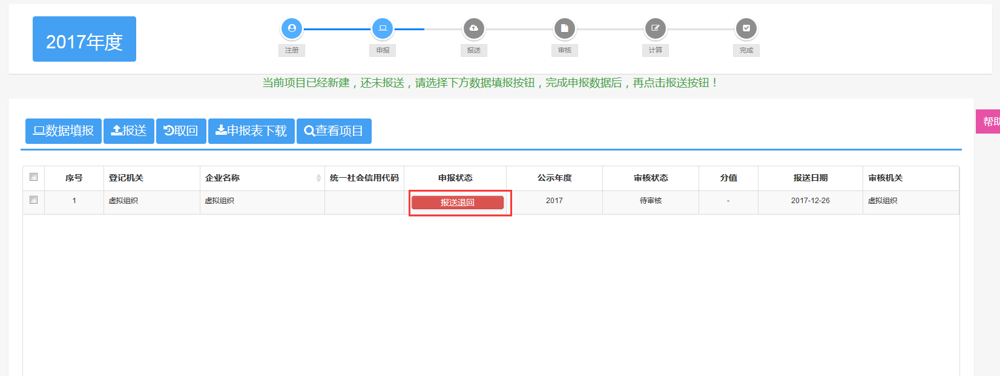 2017年度
注册 申报 报送 审核 计算 完成
当前项目已经新建，还未报送，请选择下方数据填报按钮，完成申报数据后，再点击报送按钮！
数据填报 报送 取回 申报表下载 查看项目
帮助
序号 登记机关 企业名称 统一社会信用代码 申报状态 公示年度 审核状态 分值 报送日期 审核机关
1 虚拟组织 虚拟组织 报送退回 2017 待审核 - 2017-12-26 虚拟组织